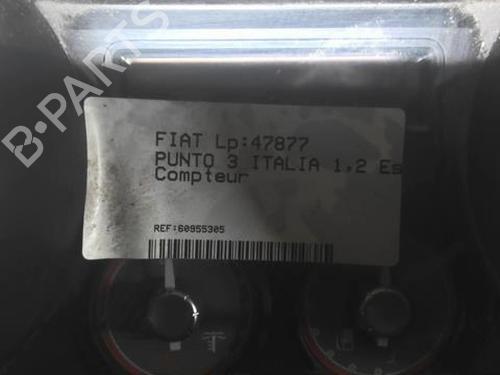 B-PARTS
FIAT Lp:47877
PUNTO 3 ITALIA 1,2 Es
Compteur
REF:60955305